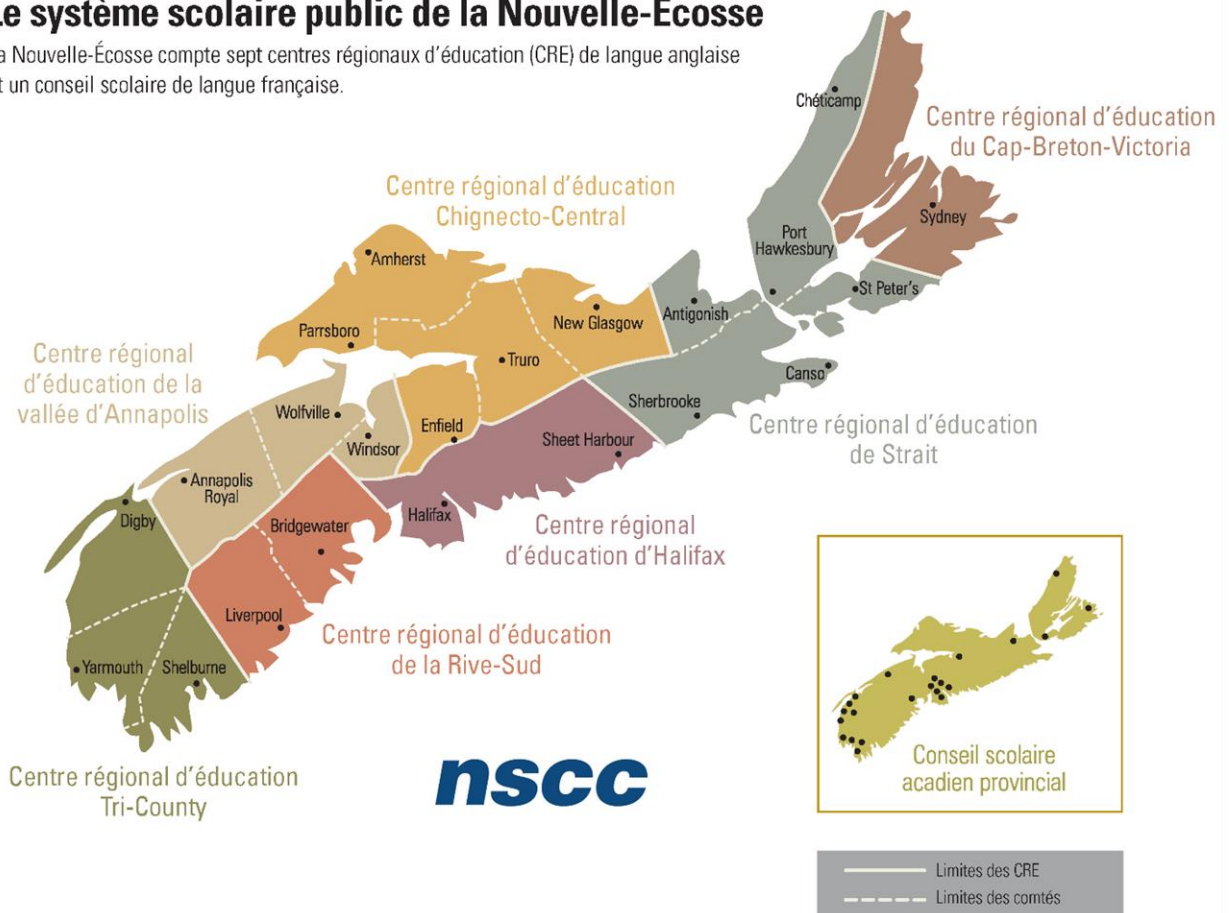 e système scolaire public de la Nouvelle-Écosse
a Nouvelle-Écosse compte sept centres régionaux d'éducation (CRE) de langue anglaise
t un conseil scolaire de langue française.
Chéticamp
Centre régional d'éducation
du Cap-Breton-Victoria
Centre régional d'éducation
Chignecto-Central
Sydney
Port
Hawkesbury
Amherst
St Peter's
Antigonish
New Glasgow
Parrsboro
Truro
Centre régional
d'éducation de la
vallée d'Annapolis
Canso
Sherbrooke
Wolfville
Enfield
Windsor
Sheet Harbour
Centre régional d'éducation
de Strait
Annapolis
Royal
Digby
Halifax
Bridgewater
Centre régional
d'éducation d'Halifax
Liverpool
Centre régional d'éducation
de la Rive-Sud
Yarmouth
Shelburne
Centre régional d'éducation
Tri-County
nscc
Conseil scolaire
acadien provincial
Limites des CRE
Limites des comtés